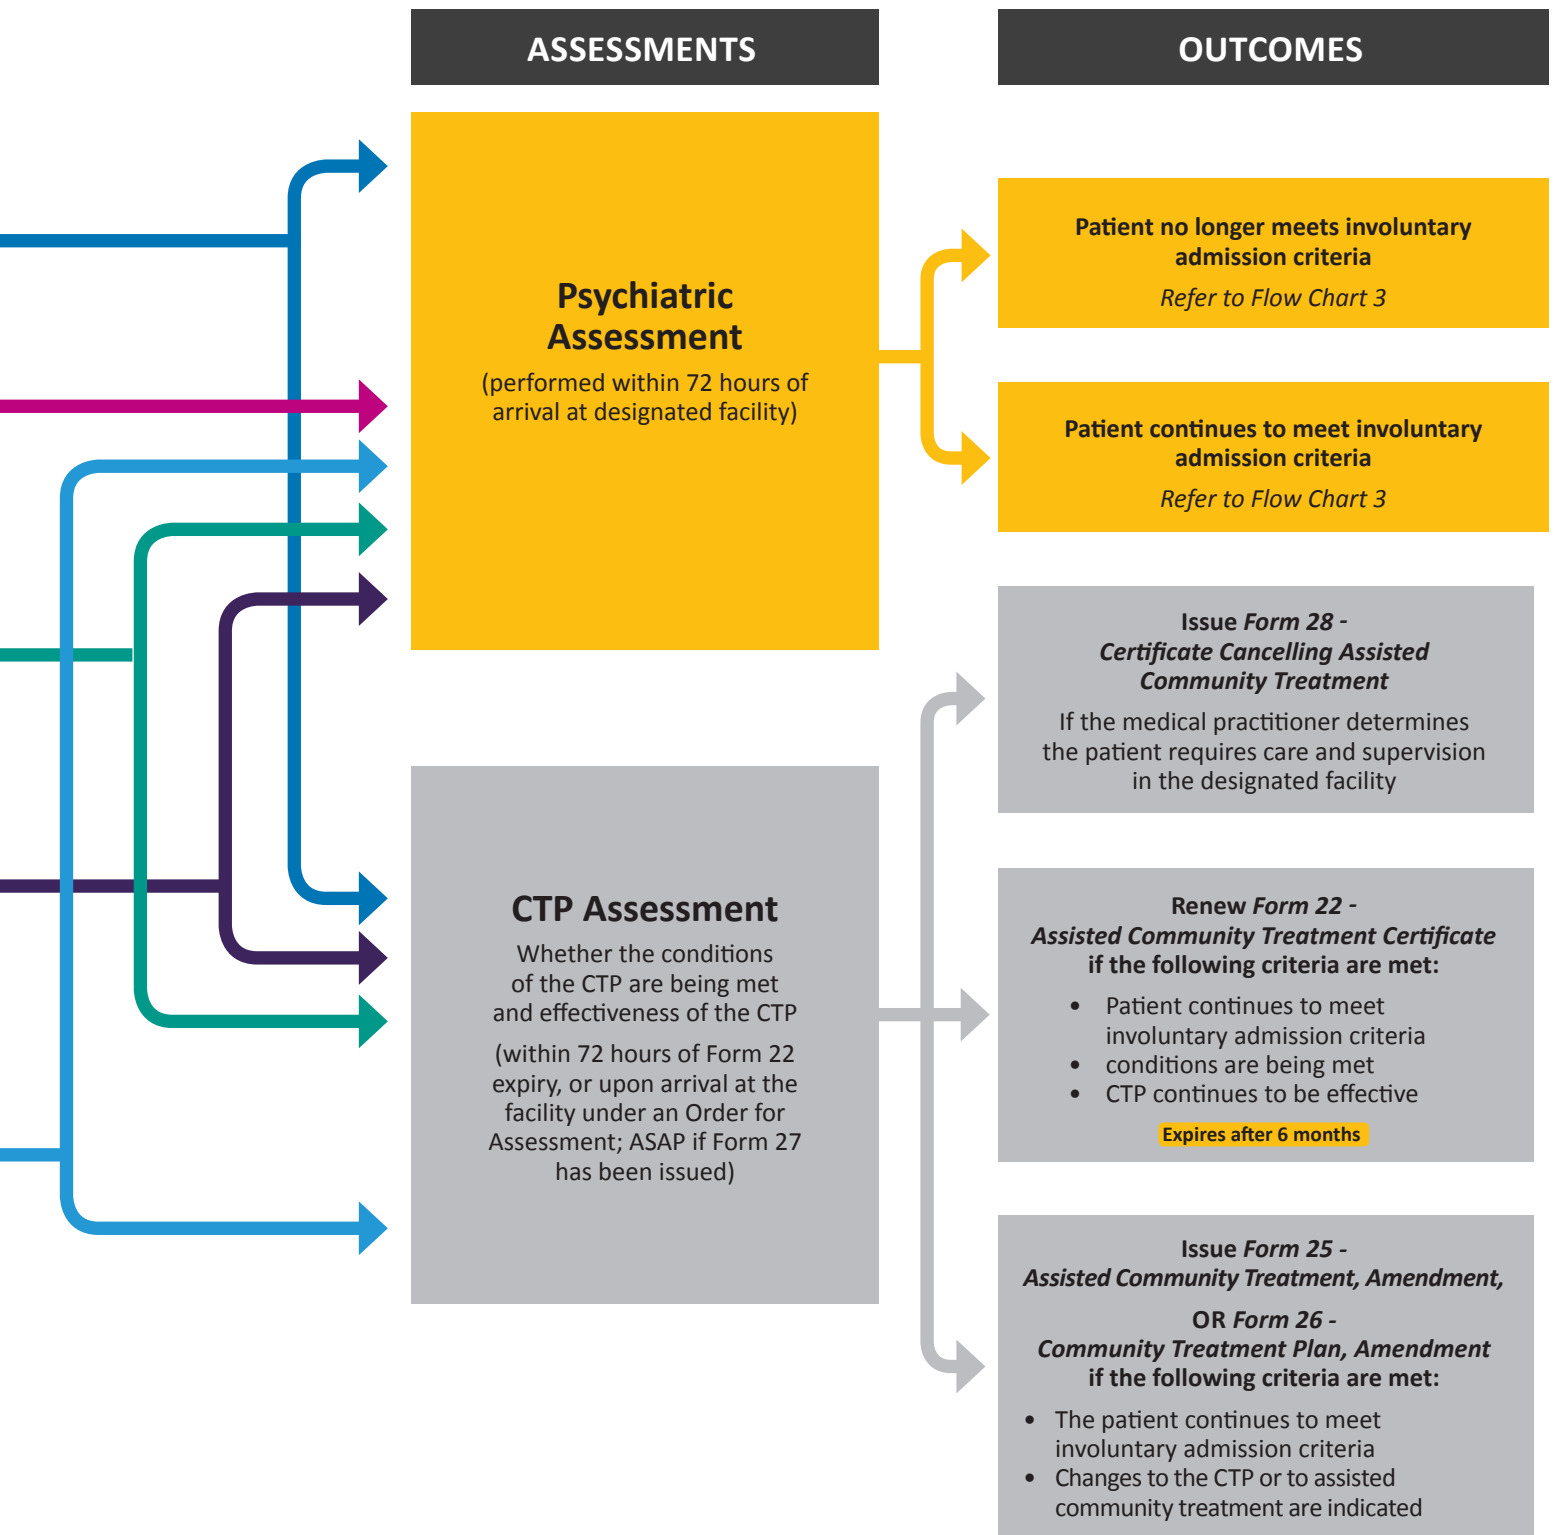 ASSESSMENTS
OUTCOMES
Psychiatric
Assessment
(performed within 72 hours of
arrival at designated facility)
Patient no longer meets involuntary
admission criteria
Refer to Flow Chart 3
Patient continues to meet involuntary
admission criteria
Refer to Flow Chart 3
CTP Assessment
Whether the conditions
of the CTP are being met
and effectiveness of the CTP
(within 72 hours of Form 22
expiry, or upon arrival at the
facility under an Order for
Assessment; ASAP if Form 27
has been issued)
Issue Form 28 -
Certificate Cancelling Assisted
Community Treatment
If the medical practitioner determines
the patient requires care and supervision
in the designated facility
Renew Form 22 -
Assisted Community Treatment Certificate
if the following criteria are met:
• Patient continues to meet
involuntary admission criteria
• conditions are being met
• CTP continues to be effective
Expires after 6 months
Issue Form 25 -
Assisted Community Treatment, Amendment,
OR Form 26 -
Community Treatment Plan, Amendment
if the following criteria are met:
• The patient continues to meet
involuntary admission criteria
• Changes to the CTP or to assisted
community treatment are indicated